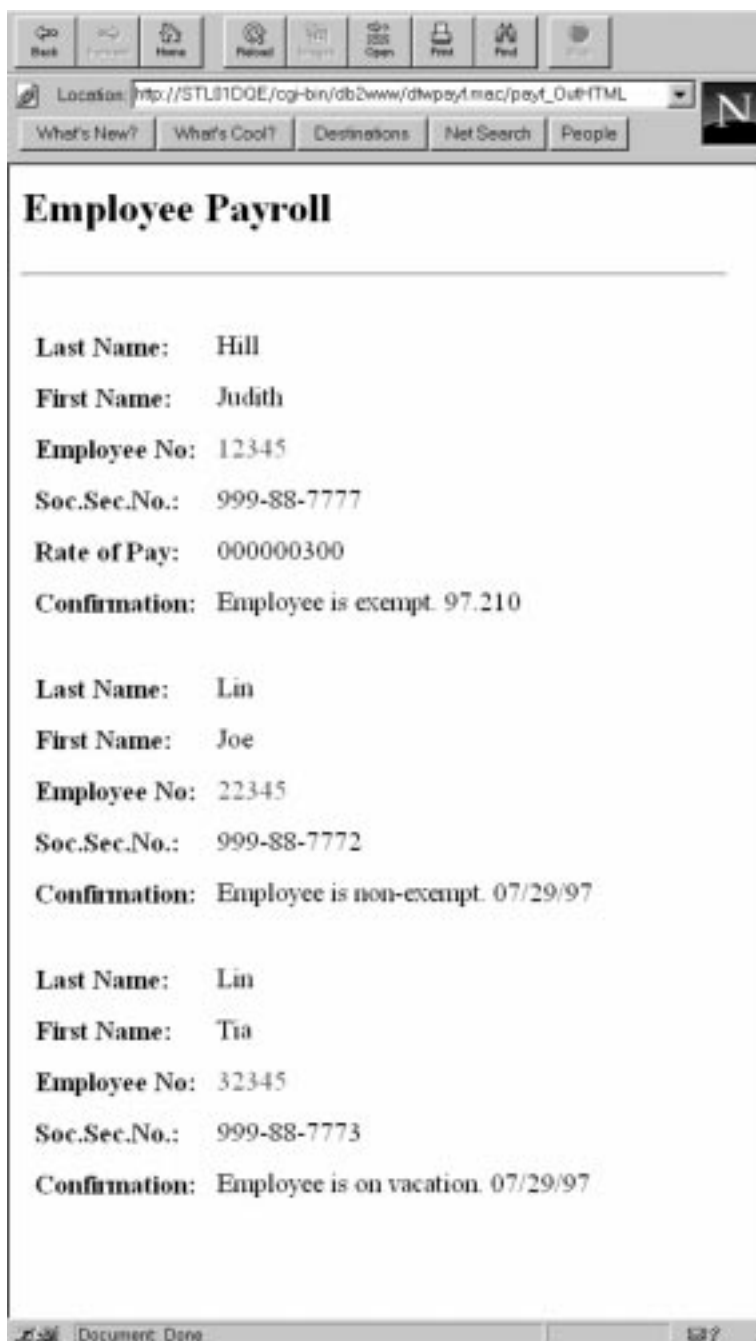 Back Forward Home Reload Images Open Print Find Stop
Location: http://STL01DQE/cgi-bin/db2www/dtwpayf.mac/payf_OutHTML
N
What's New? What's Cool? Destinations Net Search People
Employee Payroll
Last Name: Hill
First Name: Judith
Employee No: 12345
Soc.Sec.No.: 999-88-7777
Rate of Pay: 000000300
Confirmation: Employee is exempt. 97.210
Last Name: Lin
First Name: Joe
Employee No: 22345
Soc.Sec.No.: 999-88-7772
Confirmation: Employee is non-exempt. 07/29/97
Last Name: Lin
First Name: Tia
Employee No: 32345
Soc.Sec.No.: 999-88-7773
Confirmation: Employee is on vacation. 07/29/97
Document: Done
?